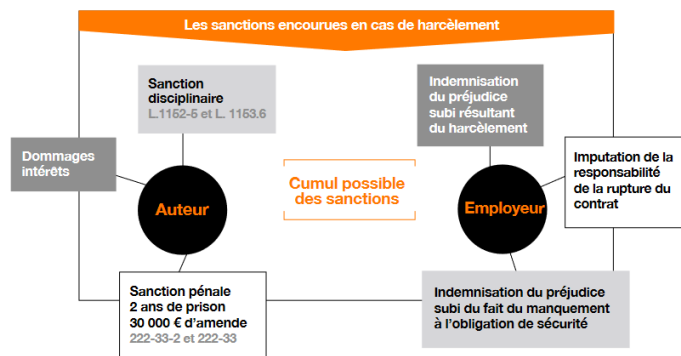 Les sanctions encourues en cas de harcèlement
Sanction
disciplinaire
L.1152-5 et L. 1153.6
Dommages
intérêts
Auteur
Sanction pénale
2 ans de prison
30 000 € d'amende
222-33-2 et 222-33
Cumul possible
des sanctions
Indemnisation
du préjudice
subi résultant
du harcèlement
Employeur
Imputation de la
responsabilité
de la rupture du
contrat
Indemnisation du préjudice
subi du fait du manquement
à l'obligation de sécurité